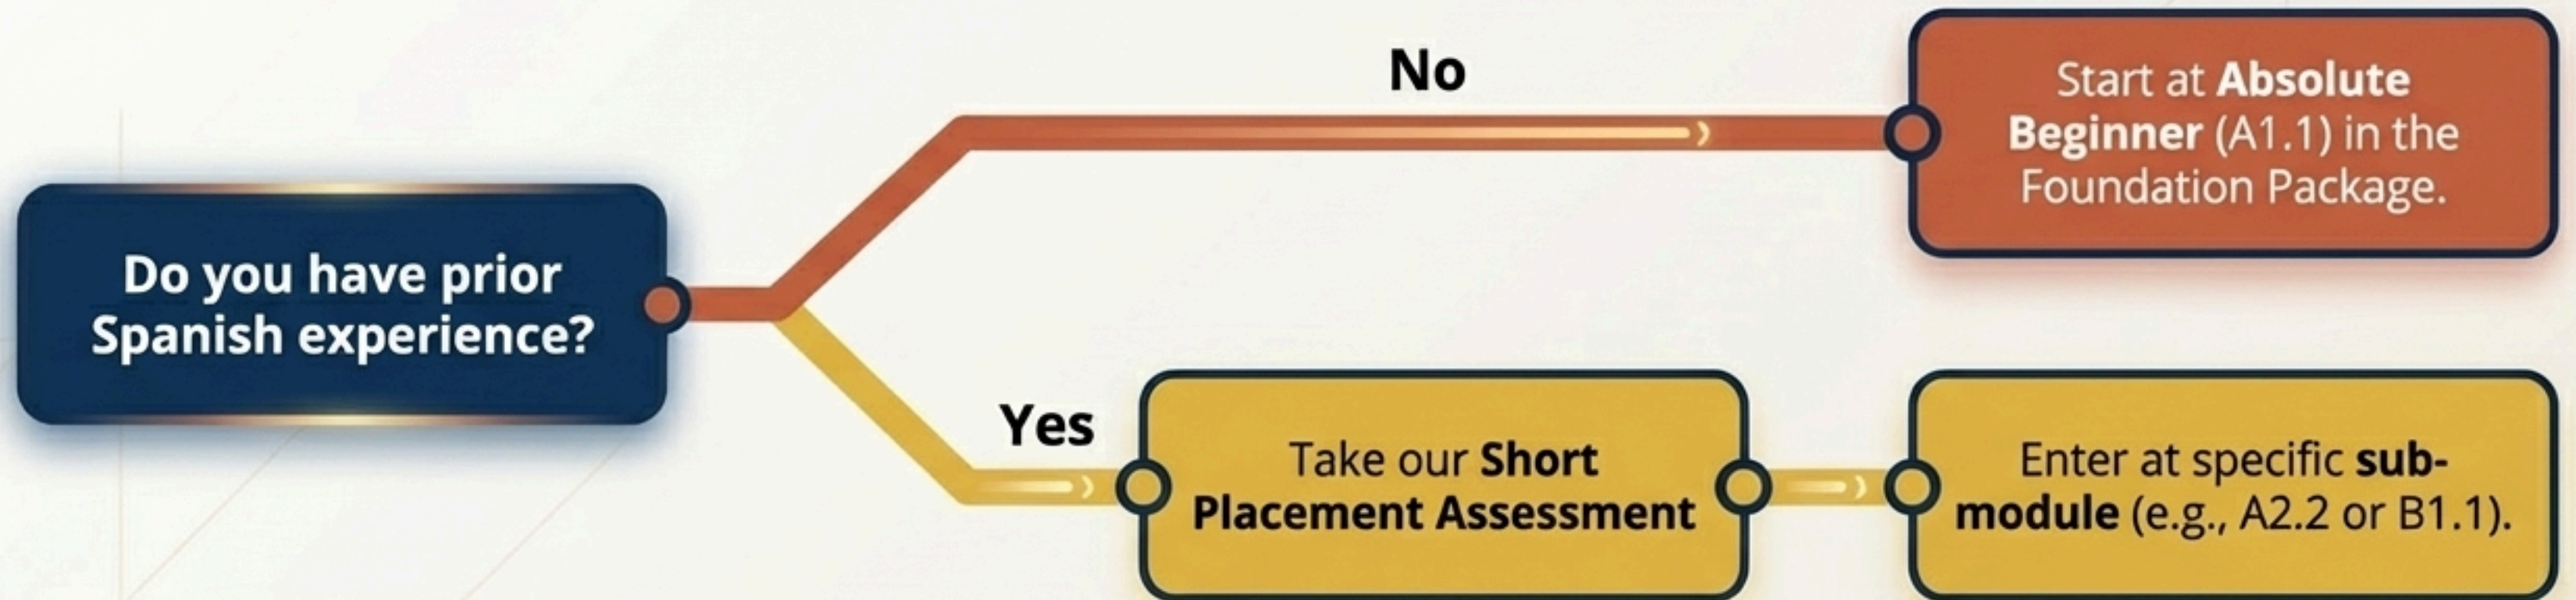 Do you have prior
Spanish experience?
No
Start at Absolute
Beginner (A1.1) in the
Foundation Package.
Yes
Take our Short
Placement Assessment
Enter at specific sub-
module (e.g., A2.2 or B1.1).